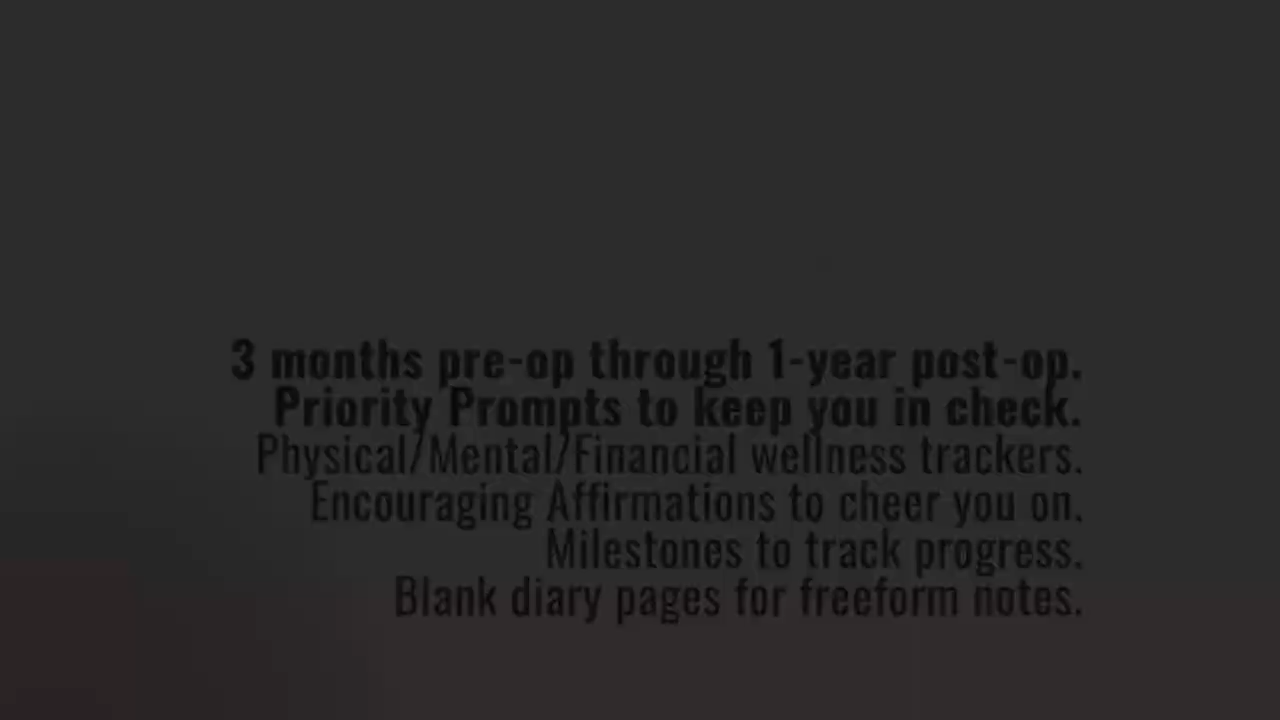 3 months pre-op through 1-year post-op.
Priority Prompts to keep you in check.
Physical/Mental/Financial wellness trackers.
Encouraging Affirmations to cheer you on.
Milestones to track progress.
Blank diary pages for freeform notes.